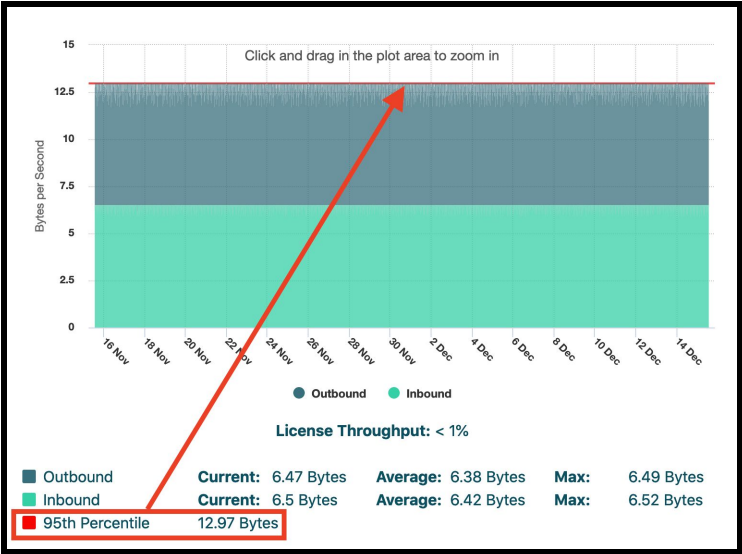 15
Click and drag in the plot area to zoom in
12.5
10
7.5
5
2.5
0
Bytes per Second
16 Nov 18 Nov 20 Nov 22 Nov 24 Nov 26 Nov 28 Nov 30 Nov 2 Dec 4 Dec 6 Dec 8 Dec 10 Dec 12 Dec 14 Dec
Outbound Inbound
License Throughput: < 1%
Outbound Current: 6.47 Bytes Average: 6.38 Bytes Max: 6.49 Bytes
Inbound Current: 6.5 Bytes Average: 6.42 Bytes Max: 6.52 Bytes
95th Percentile 12.97 Bytes